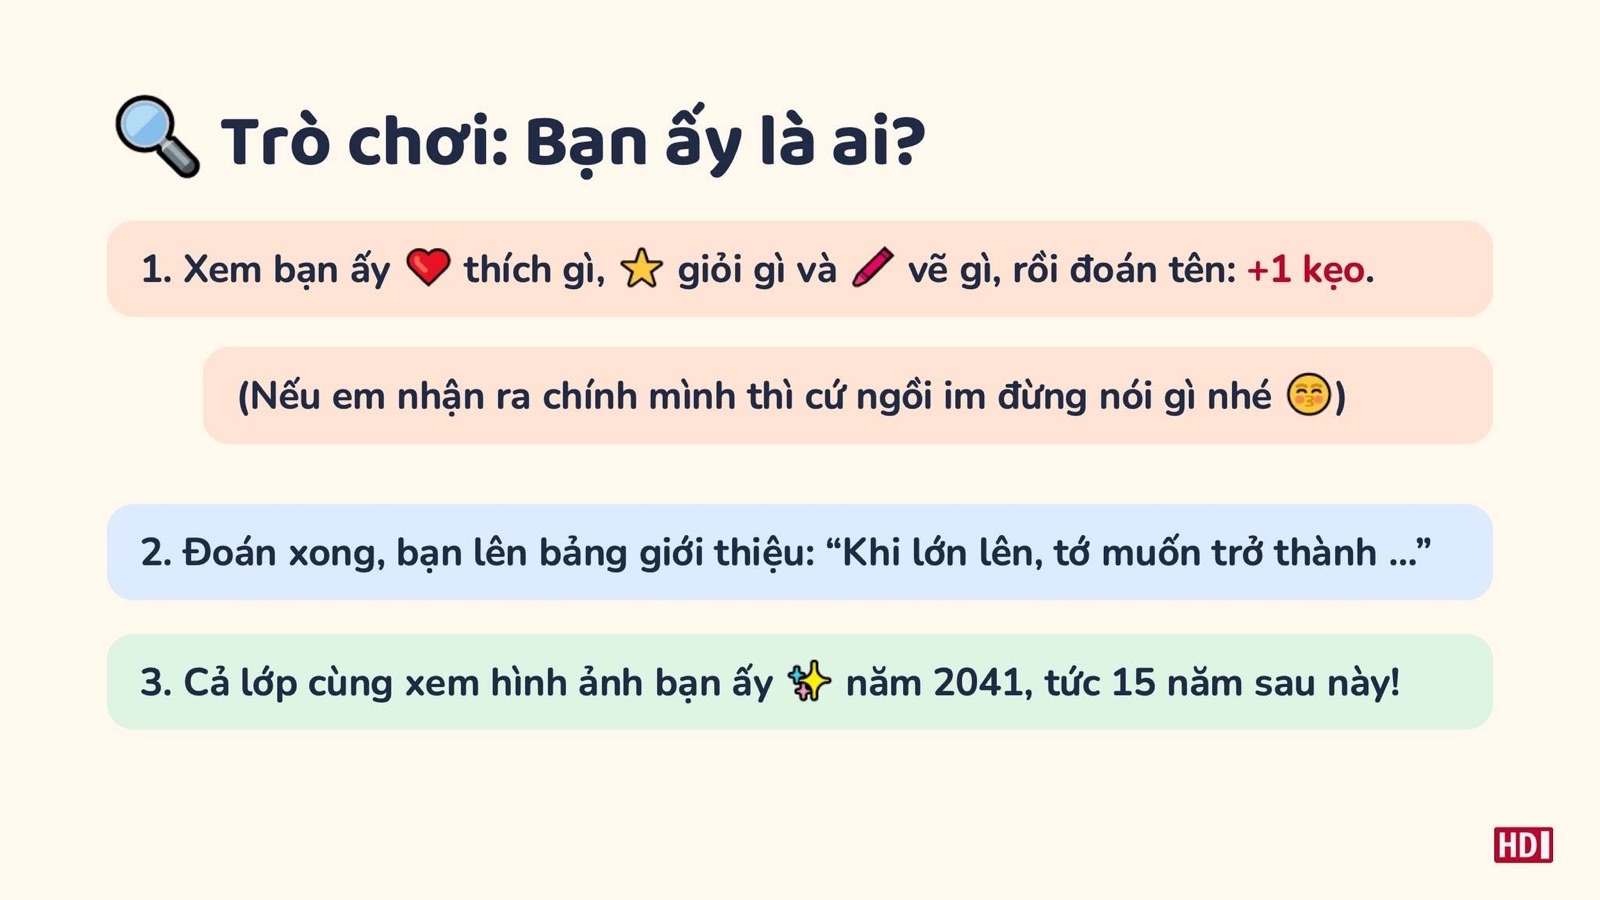 🔍 Trò chơi: Bạn ấy là ai?
1. Xem bạn ấy ❤️ thích gì, ⭐ giỏi gì và 🖍️ vẽ gì, rồi đoán tên: +1 kẹo.
(Nếu em nhận ra chính mình thì cứ ngồi im đừng nói gì nhé 😚)
2. Đoán xong, bạn lên bảng giới thiệu: “Khi lớn lên, tớ muốn trở thành ...”
3. Cả lớp cùng xem hình ảnh bạn ấy ✨ năm 2041, tức 15 năm sau này!
HDI